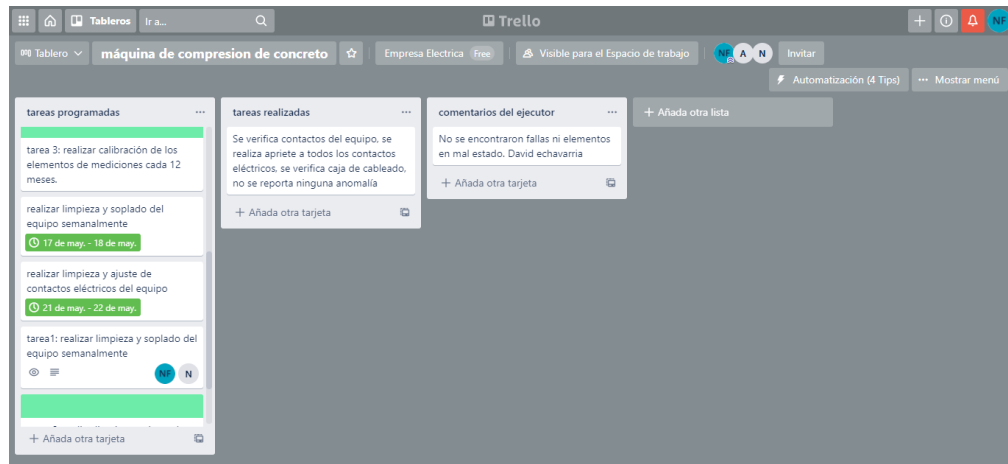 Tableros
Ir a...
Trello
NF
Tablero
máquina de compresion de concreto
Empresa Electrica
Free
Visible para el Espacio de trabajo
NF
A
N
Invitar
Automatización (4 Tips)
Mostrar menú
tareas programadas
tarea 3: realizar calibración de los
elementos de mediciones cada 12
meses.
realizar limpieza y soplado del
equipo semanalmente
17 de may. - 18 de may.
realizar limpieza y ajuste de
contactos eléctricos del equipo
21 de may. - 22 de may.
tarea1: realizar limpieza y soplado del
equipo semanalmente
NF
N
+ Añada otra tarjeta
tareas realizadas
Se verifica contactos del equipo, se
realiza apriete a todos los contactos
eléctricos, se verifica caja de cableado,
no se reporta ninguna anomalía
+ Añada otra tarjeta
comentarios del ejecutor
No se encontraron fallas ni elementos
en mal estado. David echavarria
+ Añada otra tarjeta
+ Añada otra lista